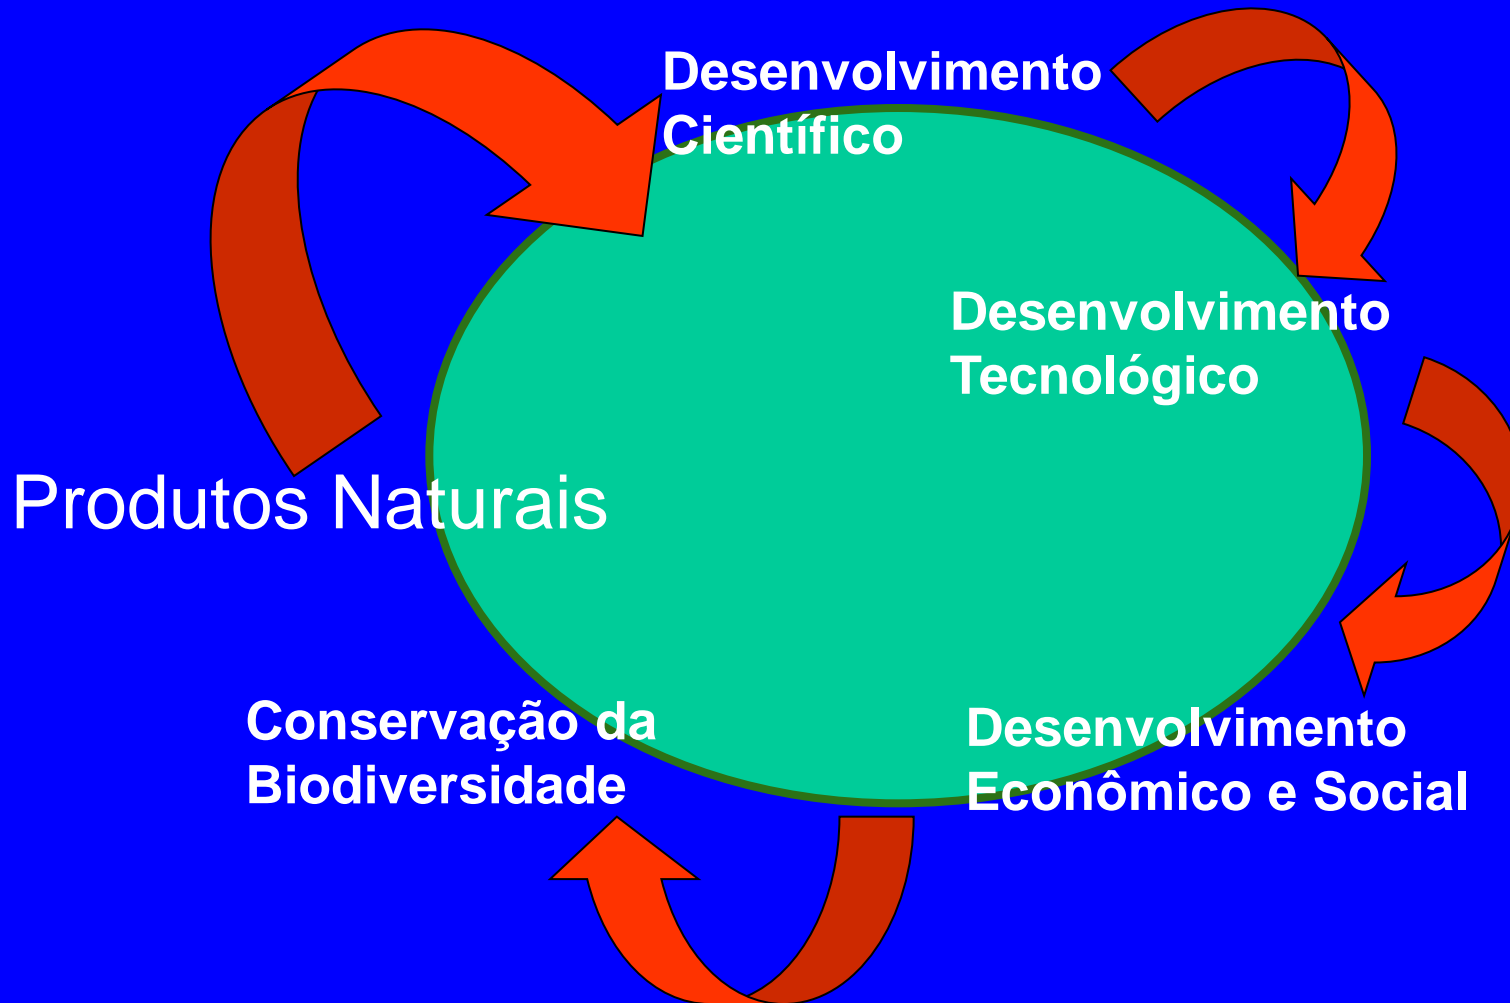 Desenvolvimento
Científico
Desenvolvimento
Tecnológico
Produtos Naturais
Conservação da
Biodiversidade
Desenvolvimento
Econômico e Social